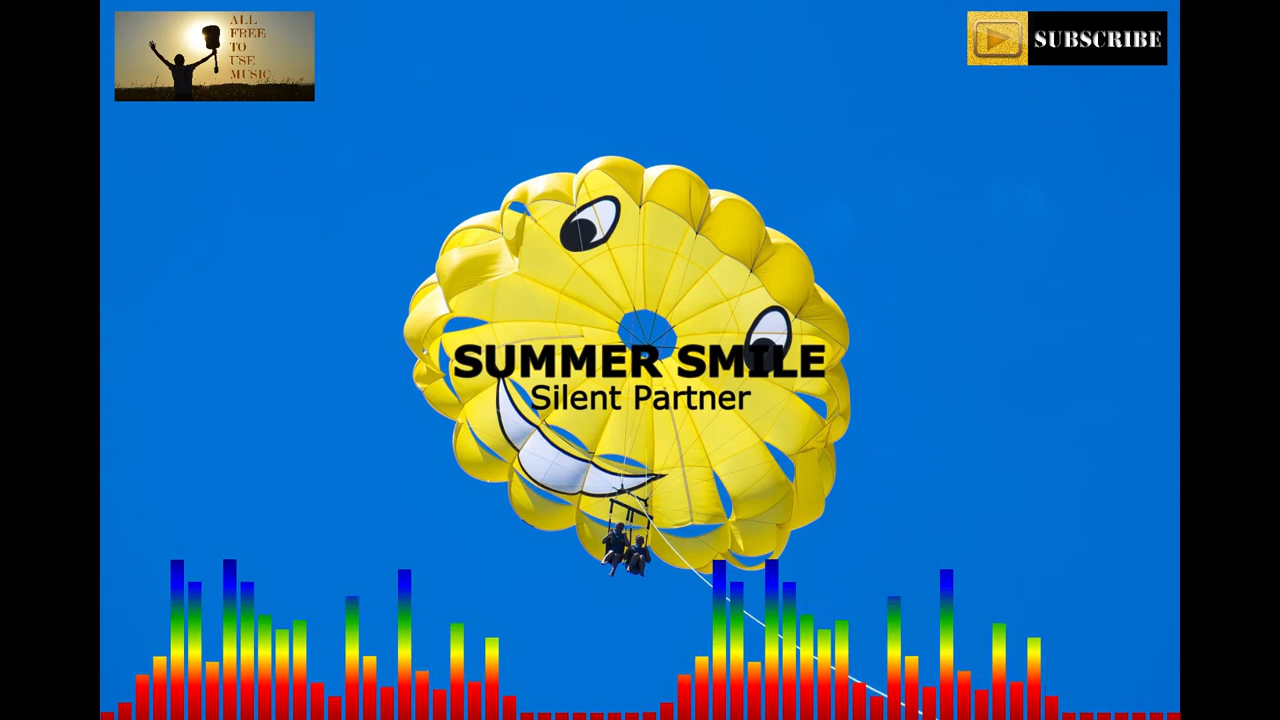 ALL
FREE
TO
USE
MUSIC
SUBSCRIBE
SUMMER SMILE
Silent Partner